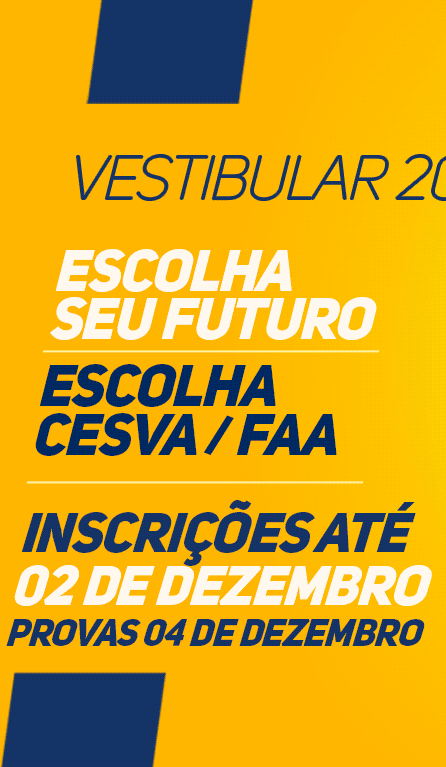 VESTIBULAR 20
ESCOLHA
SEU FUTURO
ESCOLHA
CESVA / FAA
INSCRIÇÕES ATÉ
02 DE DEZEMBRO
PROVAS 04 DE DEZEMBRO